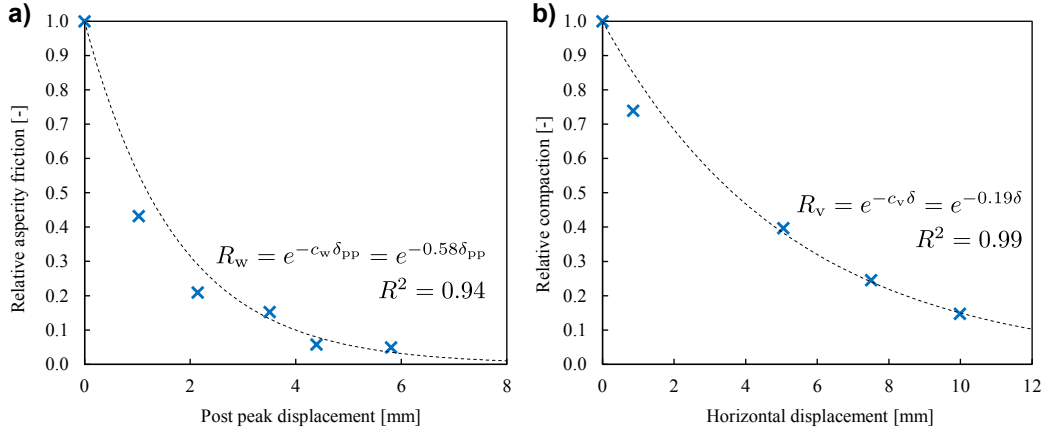 a)
1.0
0.9
0.8
0.7
0.6
0.5
0.4
0.3
0.2
0.1
0.0
Relative asperity friction [-]
R_w = e^{-c_w δ_pp} = e^{-0.58δ_pp}
R² = 0.94
0 2 4 6 8
Post peak displacement [mm]
b)
1.0
0.9
0.8
0.7
0.6
0.5
0.4
0.3
0.2
0.1
0.0
Relative compaction [-]
R_v = e^{-c_v δ} = e^{-0.19δ}
R² = 0.99
0 2 4 6 8 10 12
Horizontal displacement [mm]